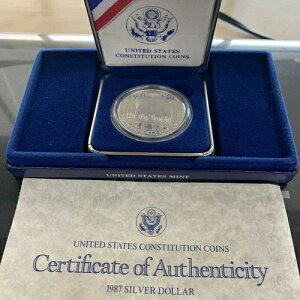 UNITED STATES
CONSTITUTION COINS
We the People
UNITED STATES MINT
UNITED STATES CONSTITUTION COINS
Certificate of Authenticity
1987 SILVER DOLLAR